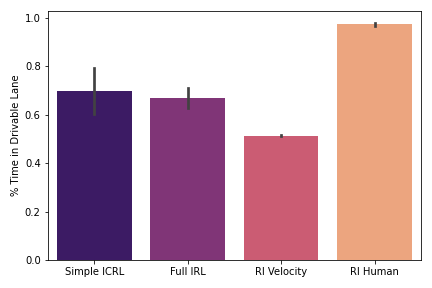 1.0
0.8
0.6
0.4
0.2
0.0
% Time in Drivable Lane
Simple ICRL
Full IRL
RI Velocity
RI Human